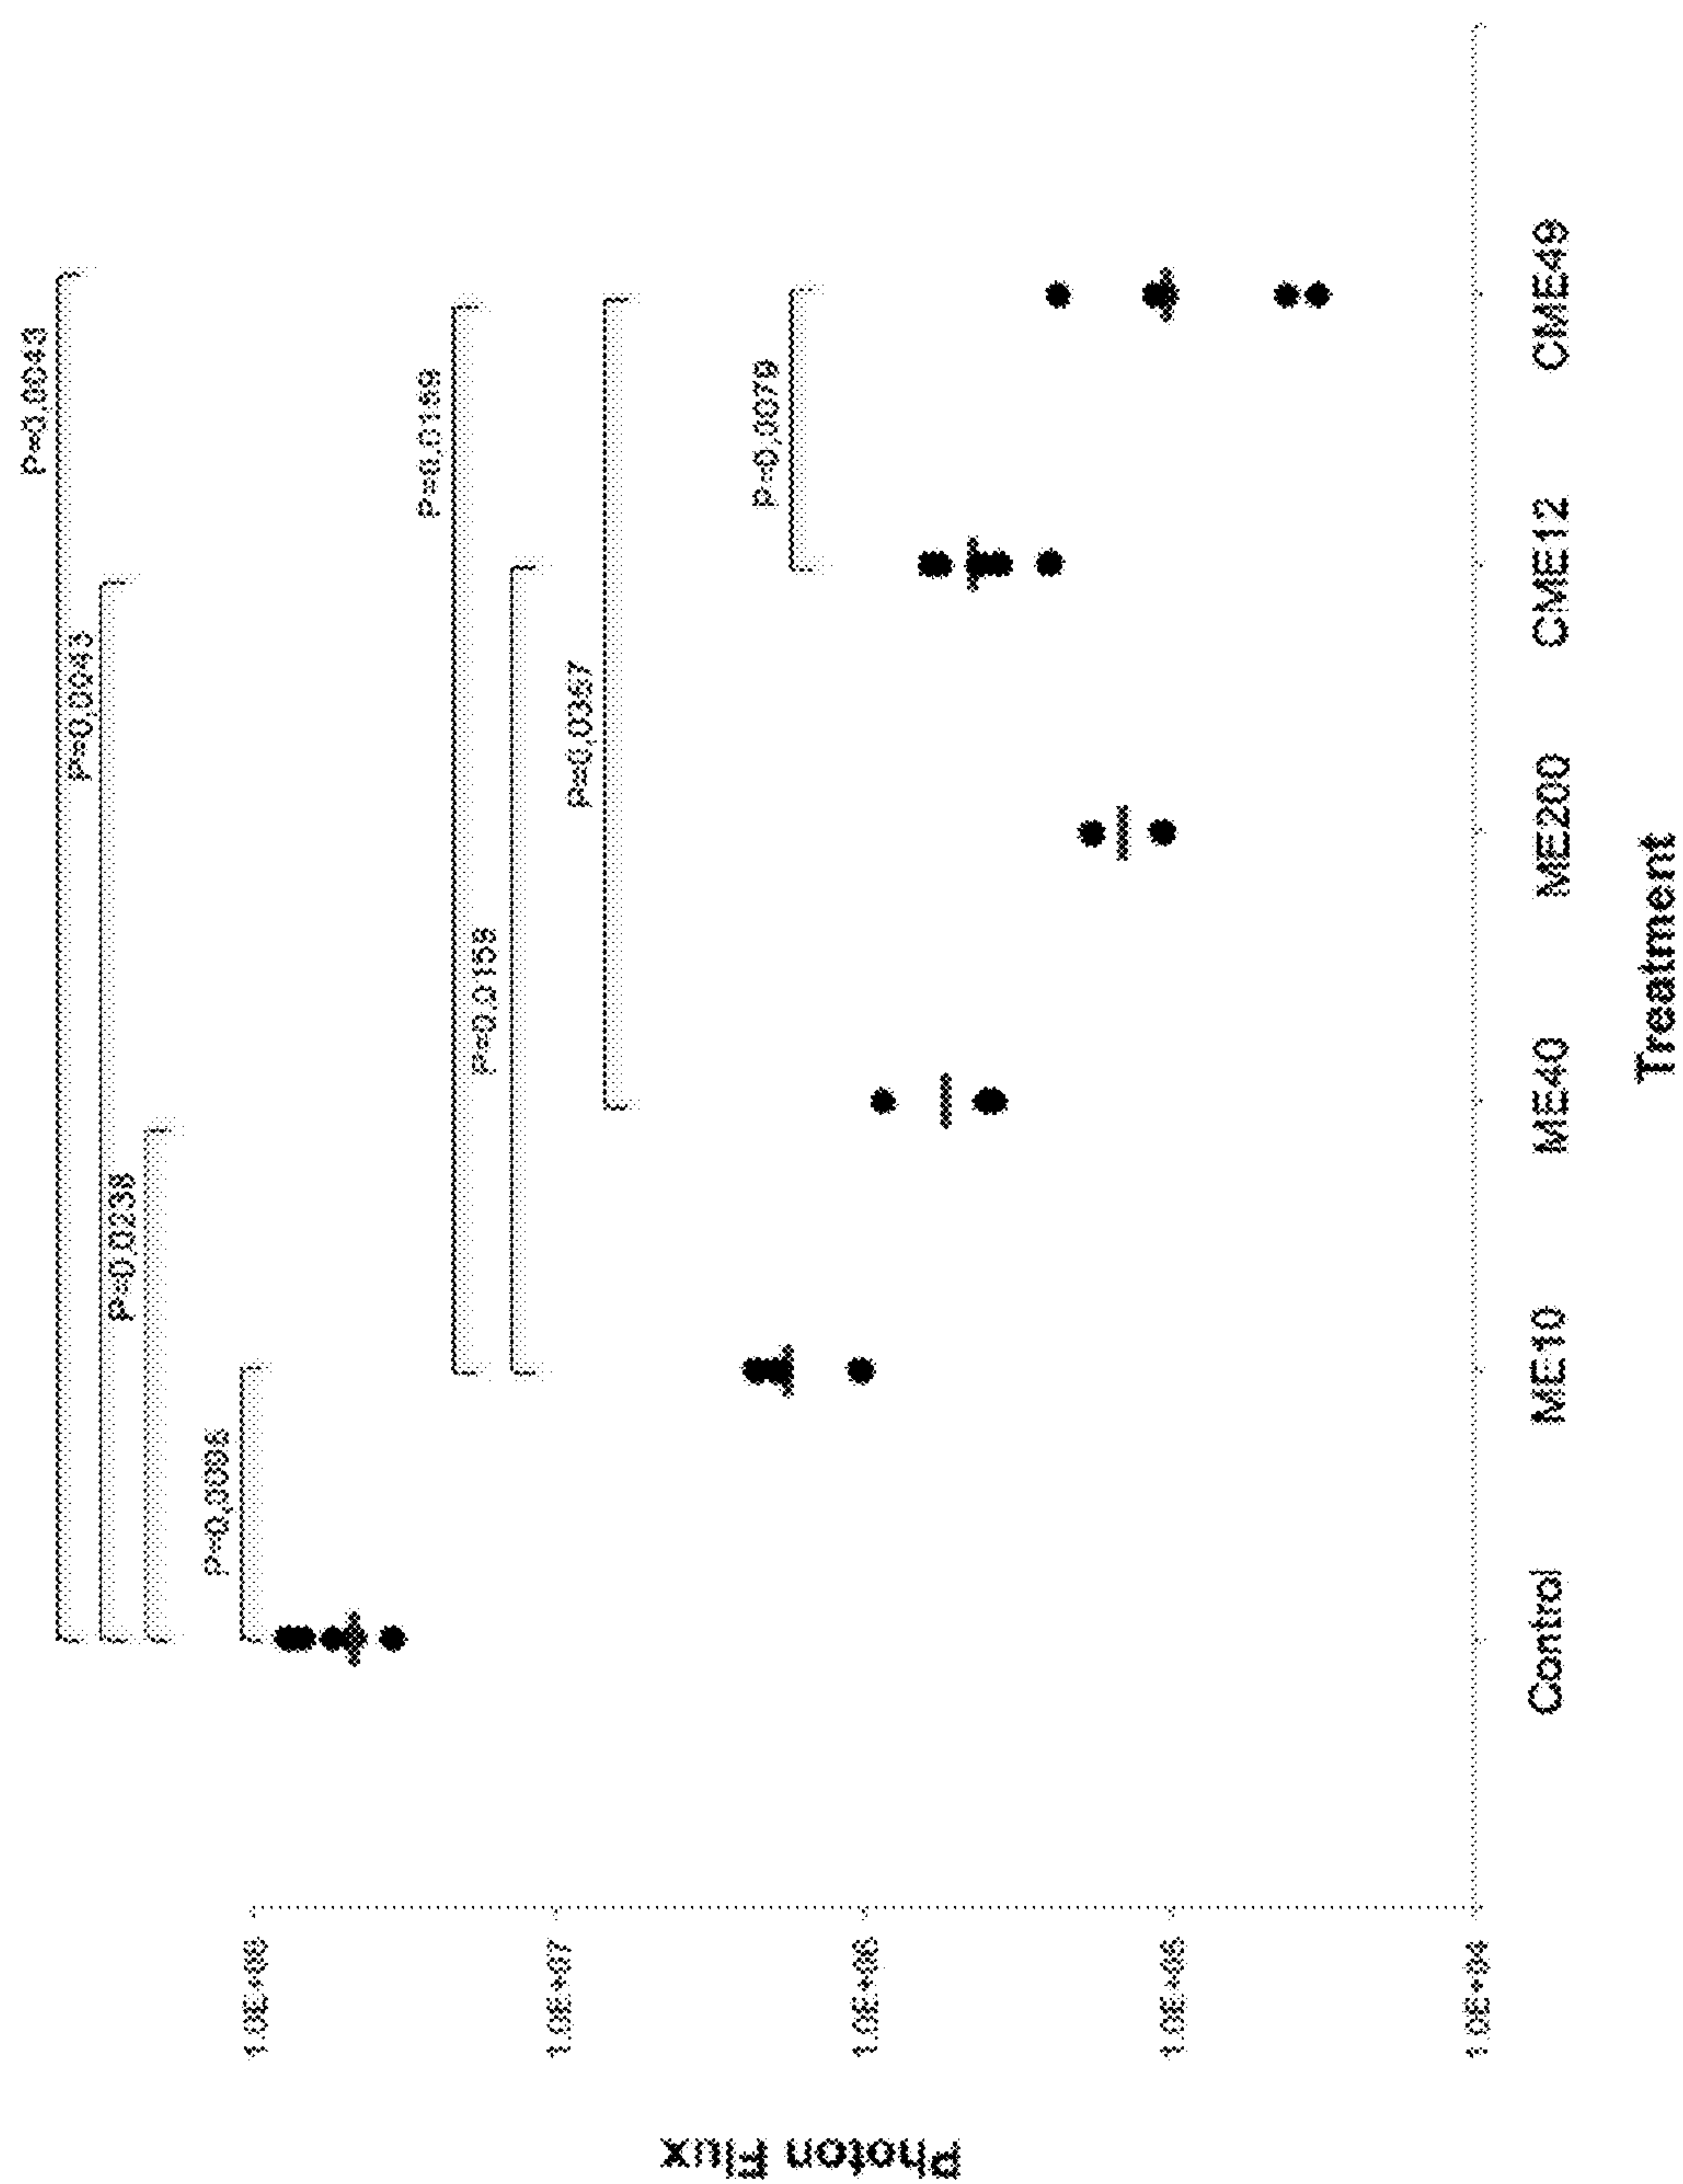 Photon Flux
1.0E+08
1.0E+07
1.0E+06
1.0E+05
1.0E+04
P=0.0043
P=0.0043
P=0.0238
P=0.0159
P=0.0159
P=0.0357
P=0.0079
Control
ME10
ME40
ME200
CME12
CME49
Treatment